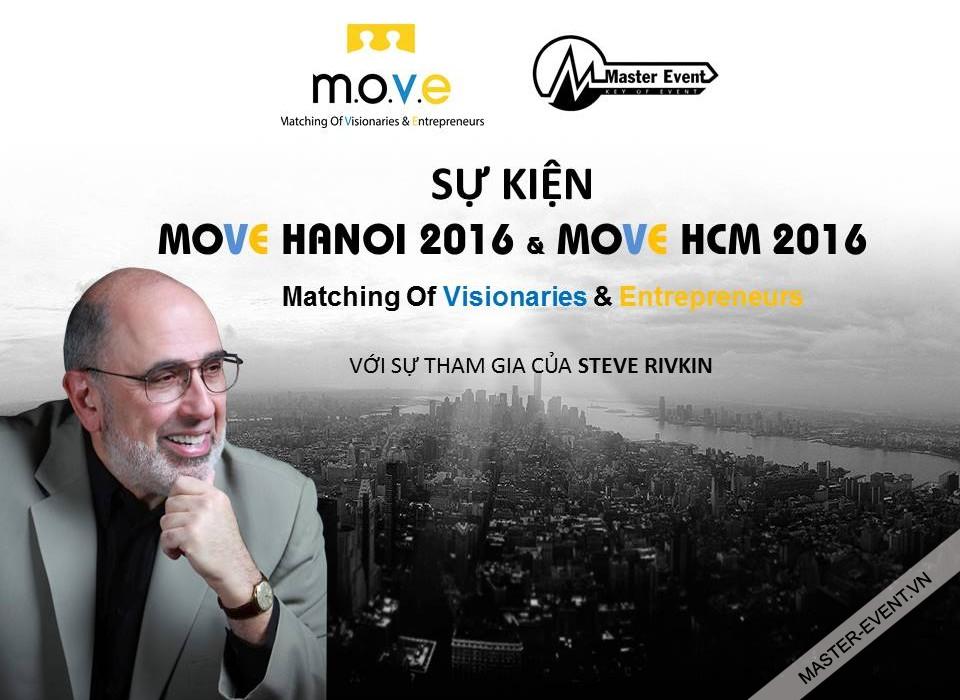 m.o.v.e
Matching Of Visionaries & Entrepreneurs
Master Event
KEY OF EVENT
SỰ KIỆN
MOVE HANOI 2016 & MOVE HCM 2016
Matching Of Visionaries & Entrepreneurs
VỚI SỰ THAM GIA CỦA STEVE RIVKIN
MASTER-EVENT.VN